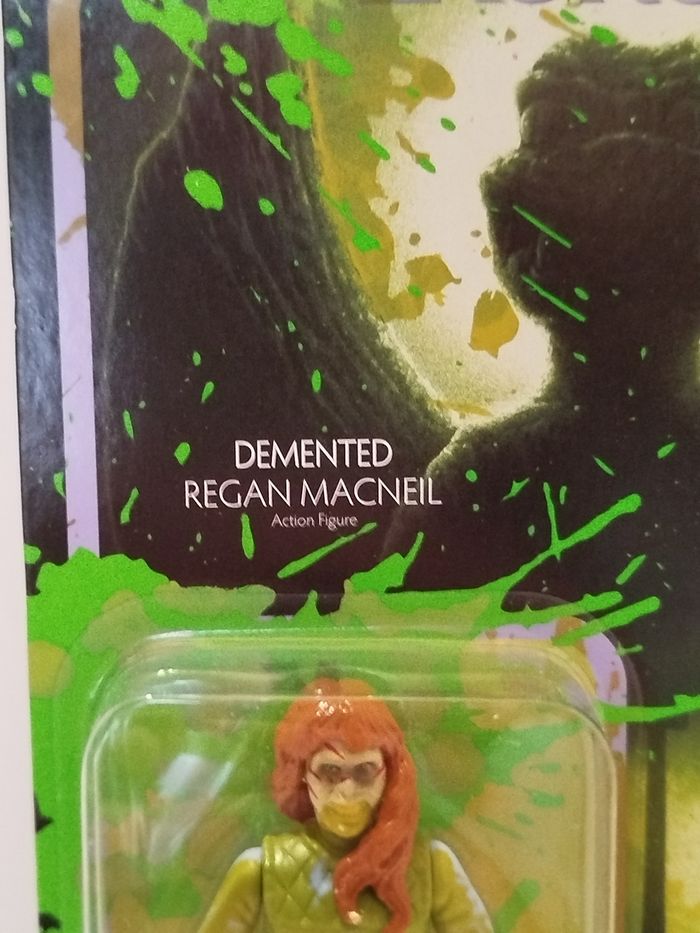 DEMENTED
REGAN MACNEIL
Action Figure